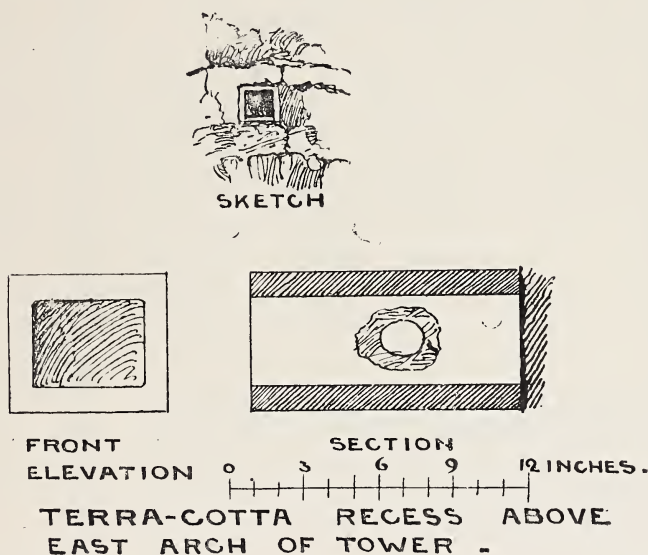 SKETCH
FRONT
ELEVATION
SECTION
0 3 6 9 12 INCHES.
TERRA-COTTA RECESS ABOVE
EAST ARCH OF TOWER.